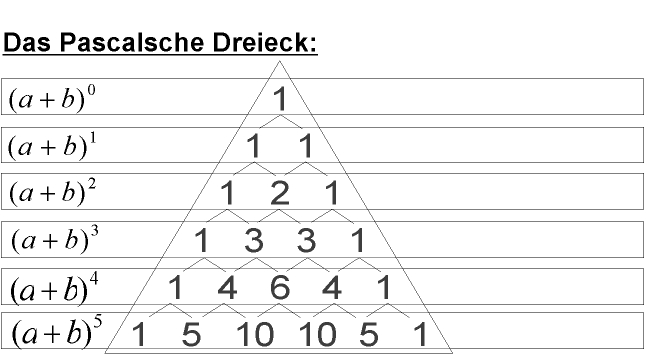 Das Pascalsche Dreieck:
(a + b)⁰ 1
(a + b)¹ 1 1
(a + b)² 1 2 1
(a + b)³ 1 3 3 1
(a + b)⁴ 1 4 6 4 1
(a + b)⁵ 1 5 10 10 5 1